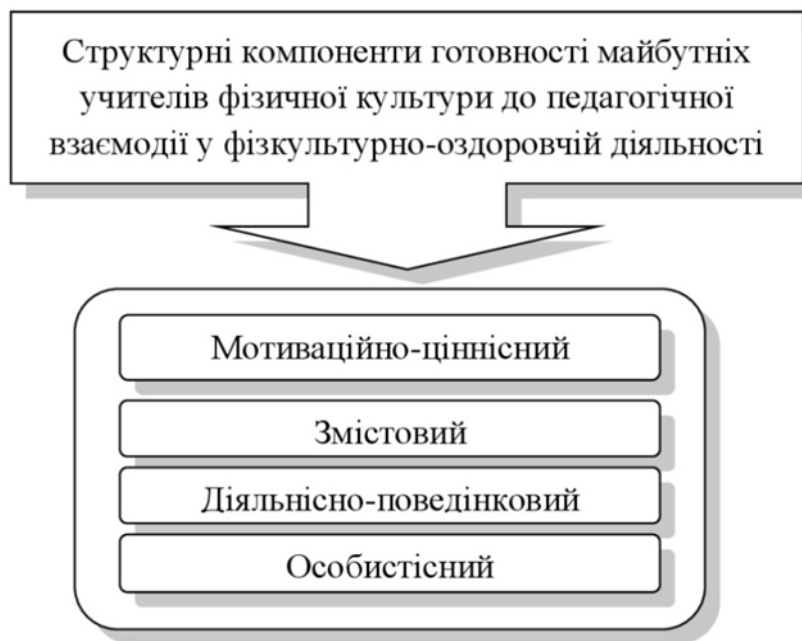 Структурні компоненти готовності майбутніх
учителів фізичної культури до педагогічної
взаємодії у фізкультурно-оздоровчій діяльності
Мотиваційно-ціннісний
Змістовий
Діяльнісно-поведінковий
Особистісний